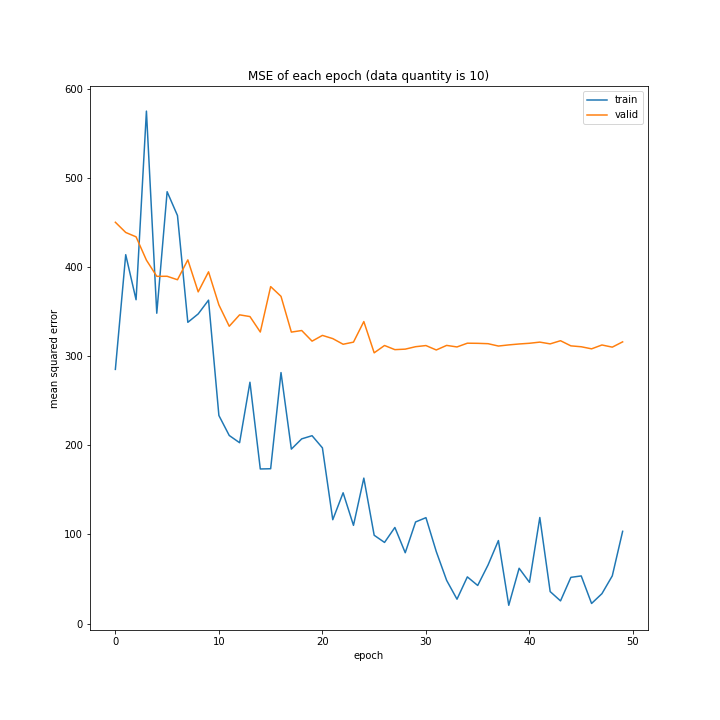 MSE of each epoch (data quantity is 10)
train
valid
600
500
400
300
200
100
0
mean squared error
0 10 20 30 40 50
epoch